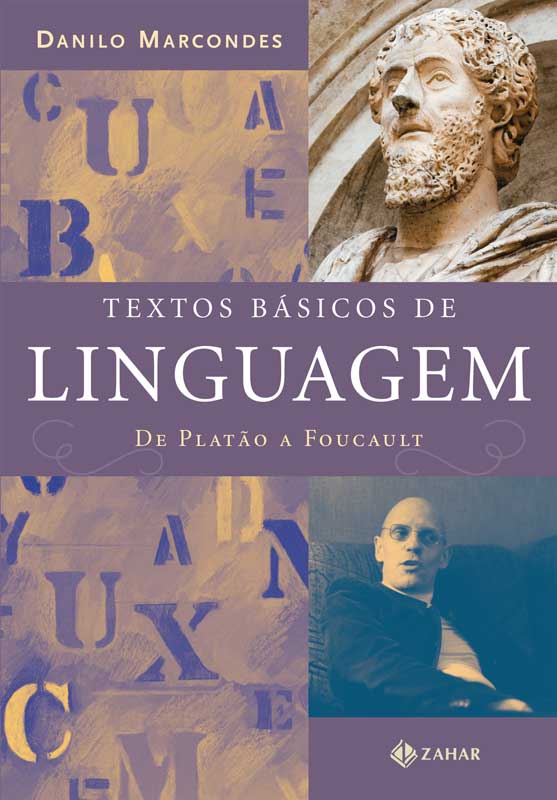 DANILO MARCONDES
C U A
B X E
TEXTOS BÁSICOS DE
LINGUAGEM
DE PLATÃO A FOUCAULT
Y A N
U X
C M E
ZAHAR